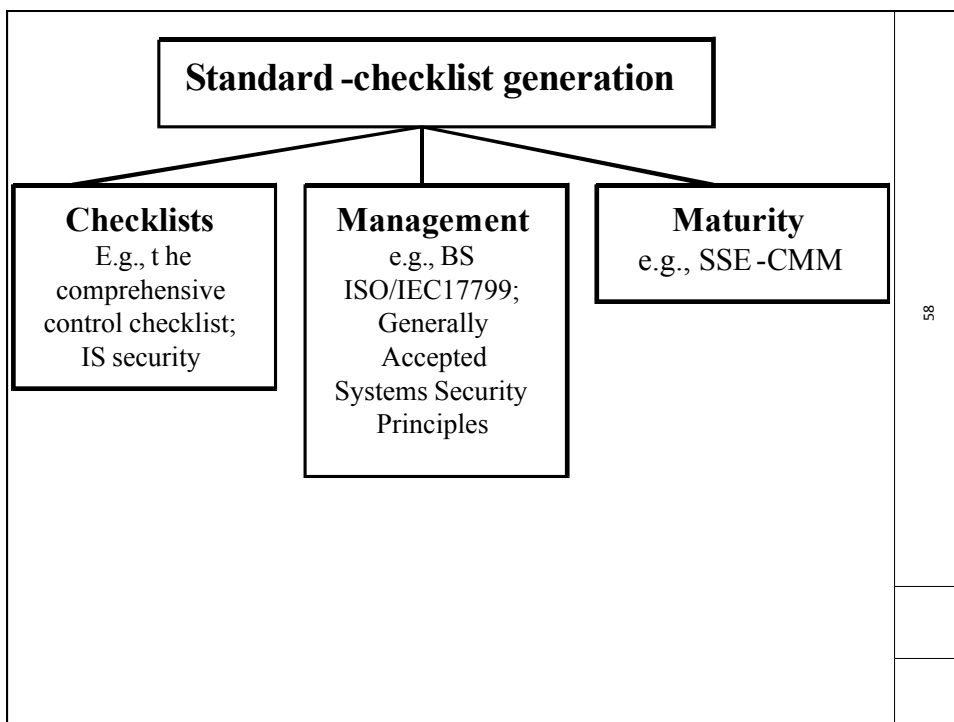 Standard -checklist generation
Checklists
E.g., t he
comprehensive
control checklist;
IS security
Management
e.g., BS
ISO/IEC17799;
Generally
Accepted
Systems Security
Principles
Maturity
e.g., SSE -CMM
58